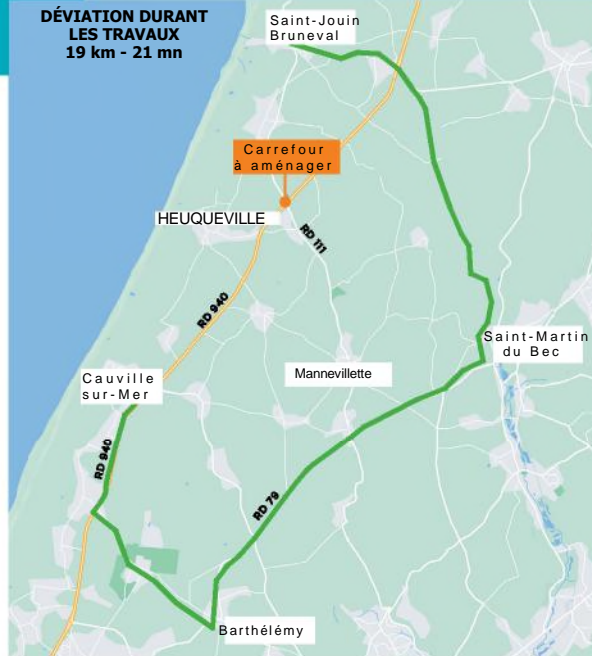 DÉVIATION DURANT
LES TRAVAUX
19 km - 21 mn
Saint-Jouin
Bruneval
Carrefour
à aménager
HEUQUEVILLE
RD 111
RD 940
Saint-Martin
du Bec
Mannevillette
Cauville
sur-Mer
RD 940
RD 79
Barthélémy